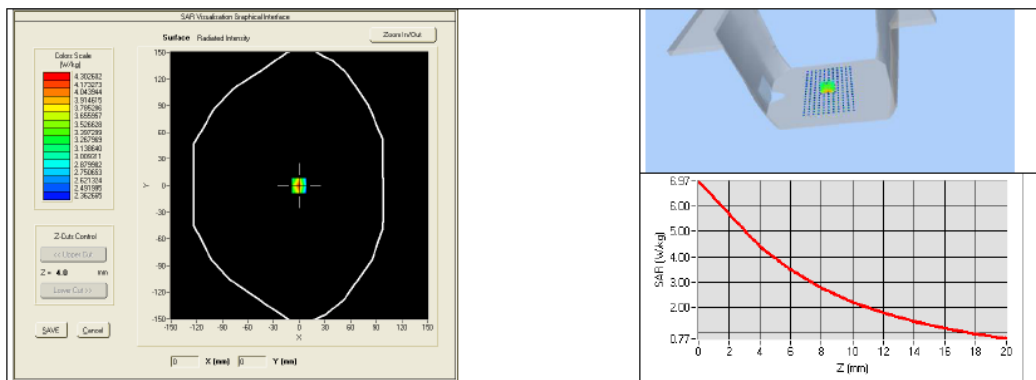 SAR Visualisation Graphical Interface
Surface Radiated Intensity
Zoom In/Out
Colors Scale
(W/kg)
4.302602
4.173273
4.043944
3.914615
3.785286
3.655957
3.526628
3.397299
3.267969
3.138640
3.009311
2.879982
2.750653
2.621324
2.491995
2.362665
Z-Cuts Control
<< Upper Cut
Z = 4.0 mm
Lower Cut >>
SAVE Cancel
150
120
90
60
30
0
-30
-60
-90
-120
-150
Y
-150 -120 -90 -60 -30 0 30 60 90 120 150
X
0 X (mm) 0 Y (mm)
6.97
6.00
5.00
4.00
3.00
2.00
0.77
SAR (W/kg)
0 2 4 6 8 10 12 14 16 18 20
Z (mm)